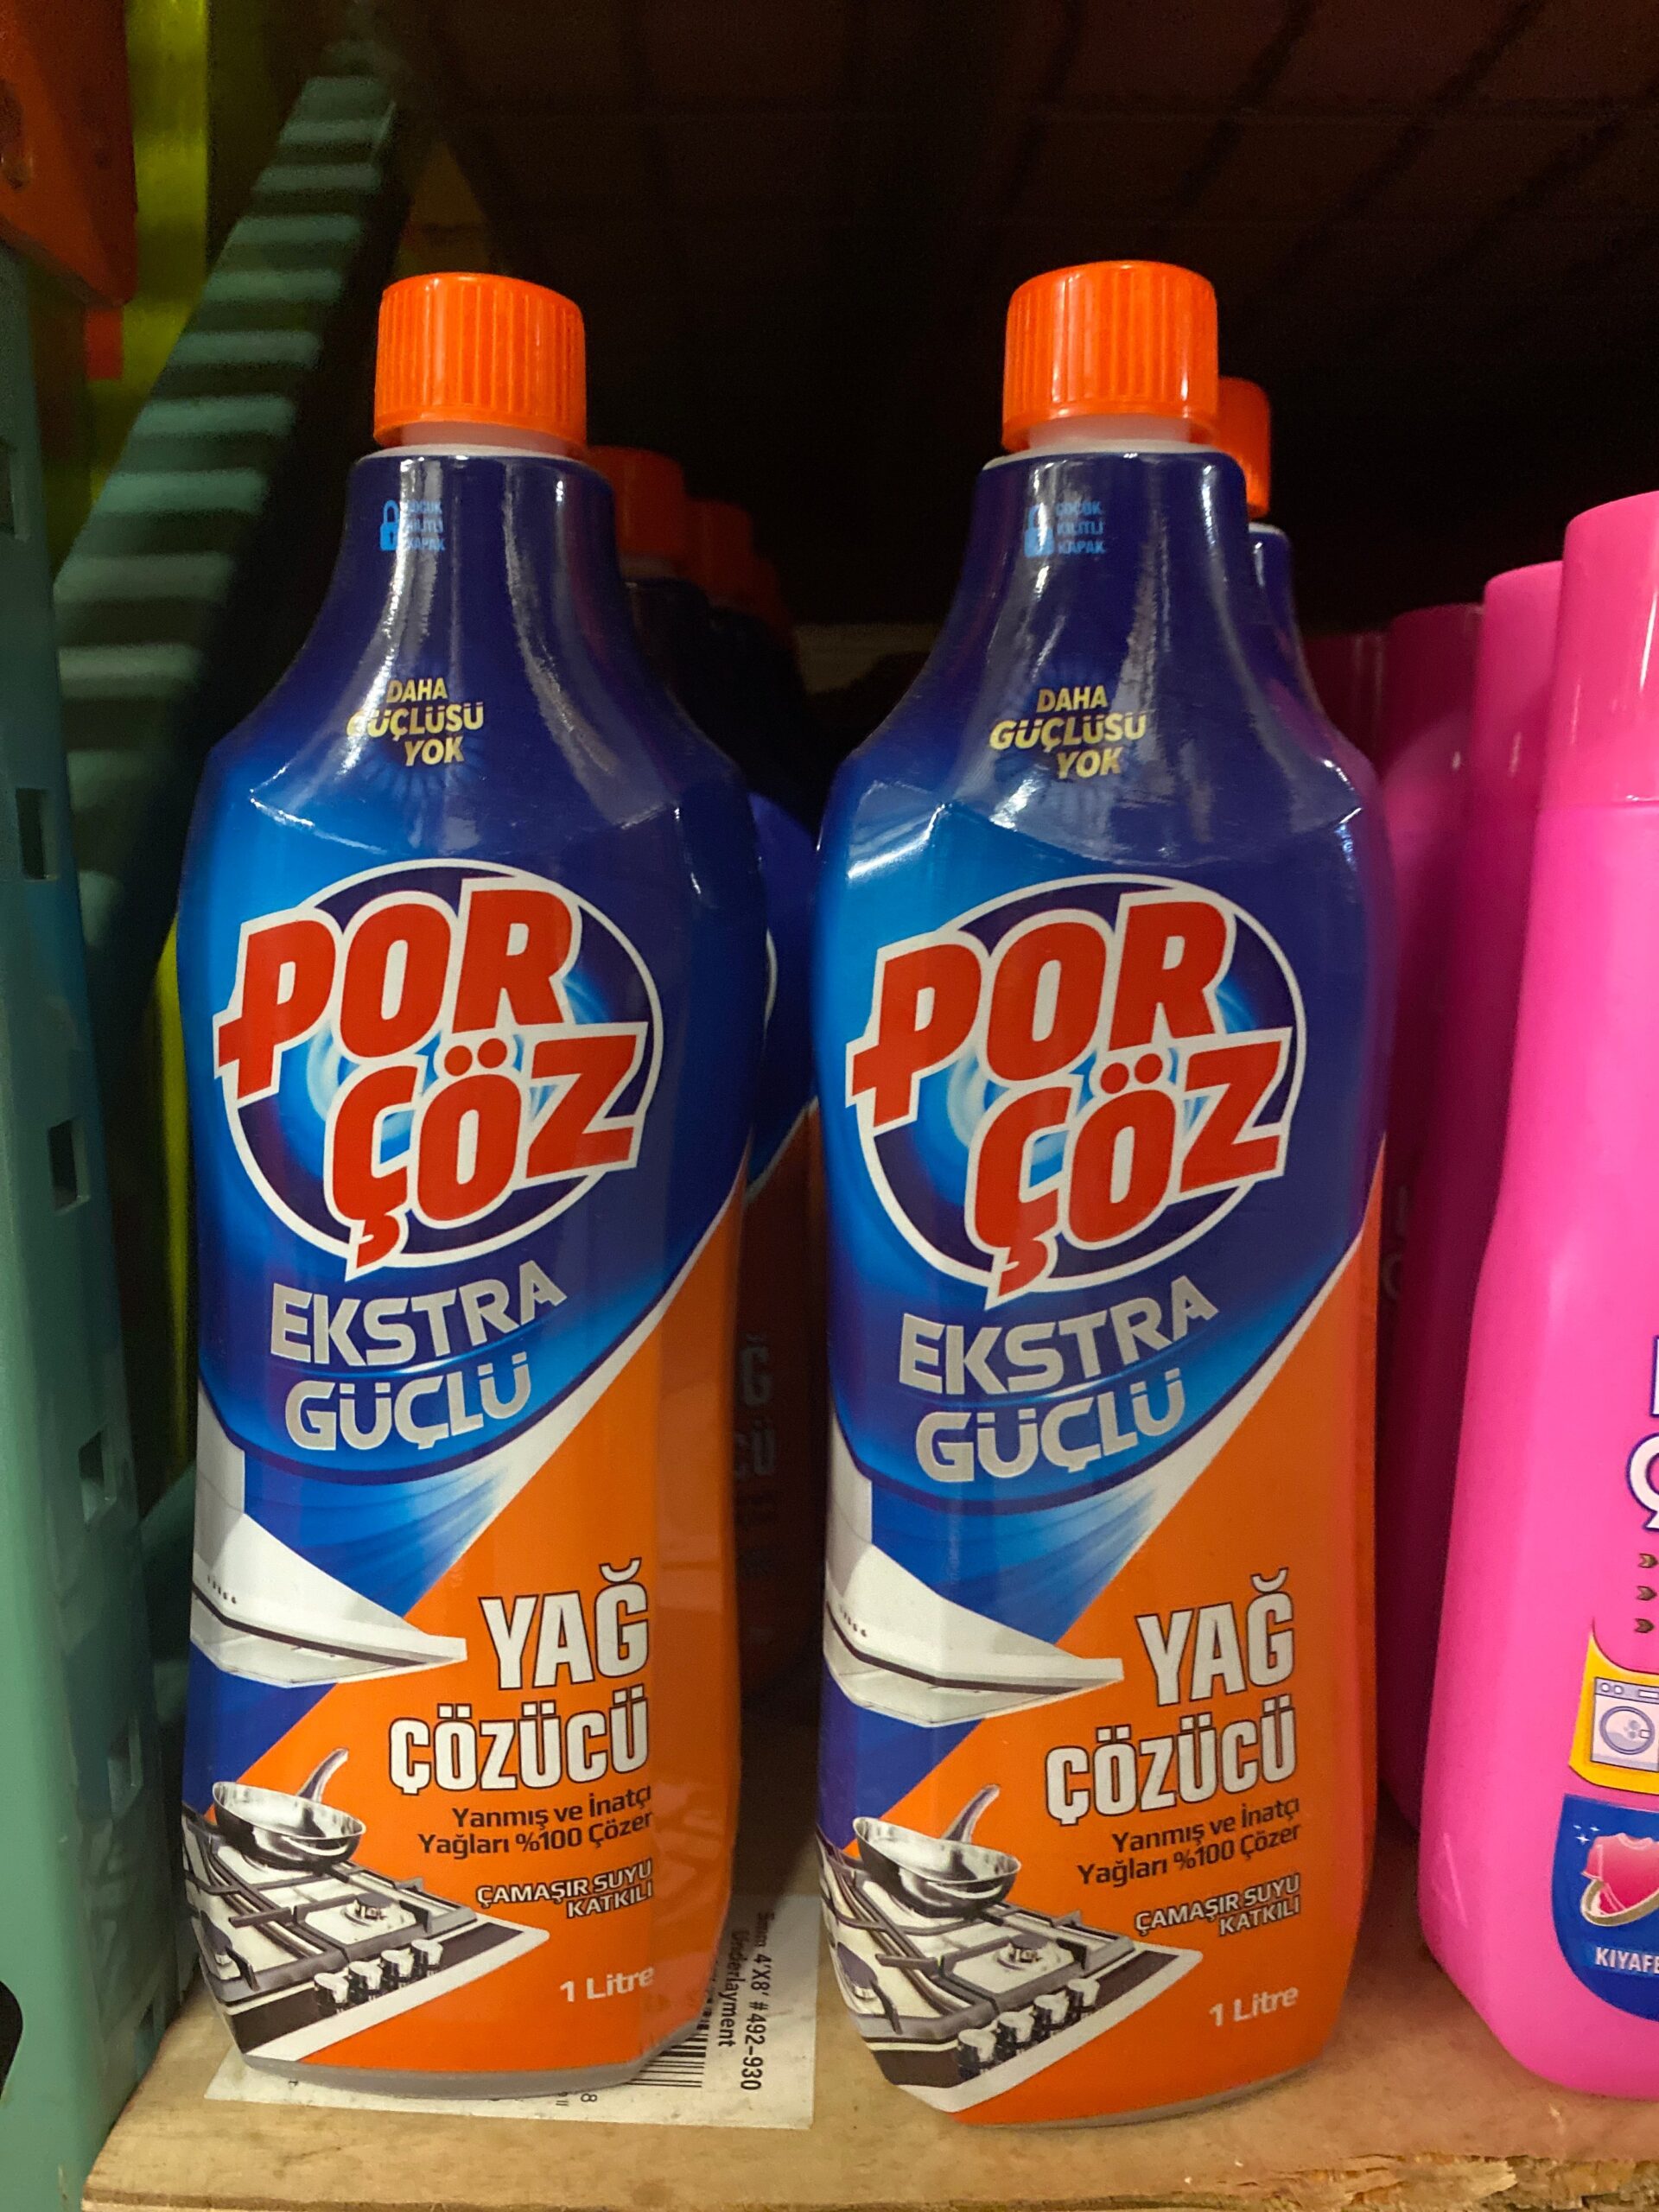 ÇOCUK
KİLİTLİ
KAPAK
DAHA
GÜÇLÜSÜ
YOK
POR
ÇÖZ
EKSTRA
GÜÇLÜ
YAĞ
ÇÖZÜCÜ
Yanmış ve İnatçı
Yağları %100 Çözer
ÇAMAŞIR SUYU
KATKILI
1 Litre
ÇOCUK
KİLİTLİ
KAPAK
DAHA
GÜÇLÜSÜ
YOK
POR
ÇÖZ
EKSTRA
GÜÇLÜ
YAĞ
ÇÖZÜCÜ
Yanmış ve İnatçı
Yağları %100 Çözer
ÇAMAŞIR SUYU
KATKILI
1 Litre
4'X8' #492-930
Underlayment